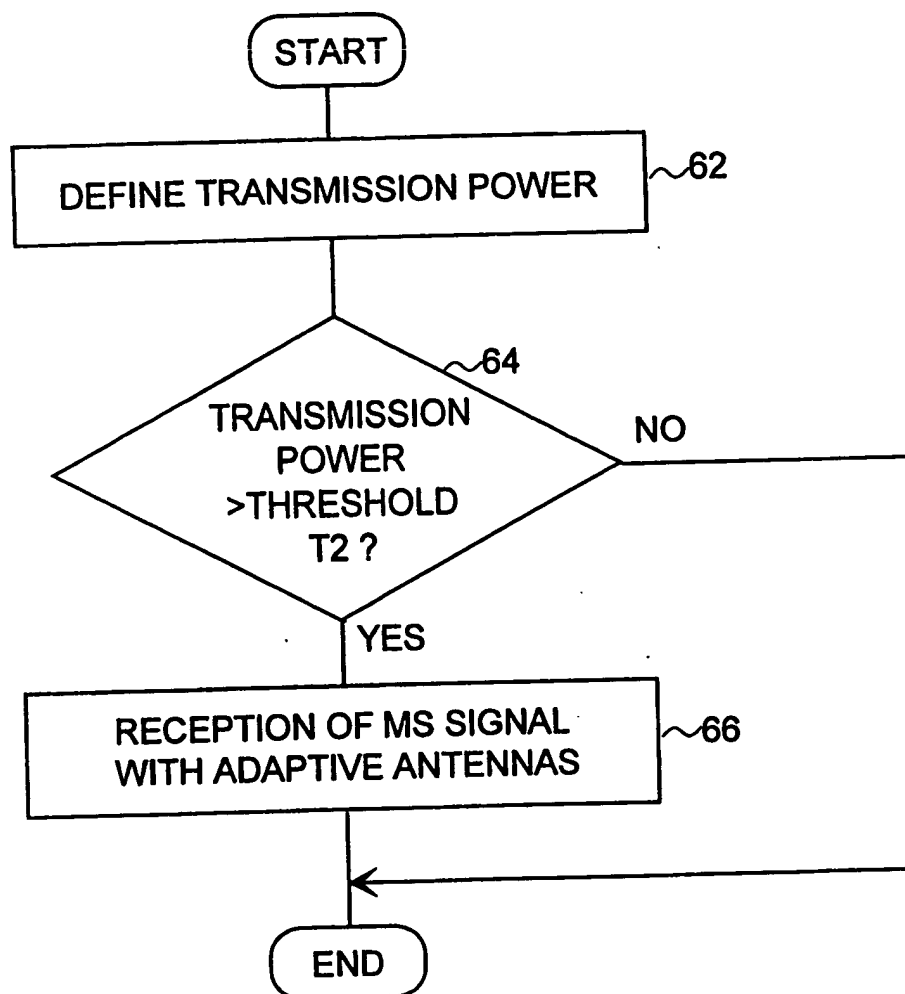 START
DEFINE TRANSMISSION POWER
62
64
TRANSMISSION
POWER
>THRESHOLD
T2 ?
NO
YES
RECEPTION OF MS SIGNAL
WITH ADAPTIVE ANTENNAS
66
END